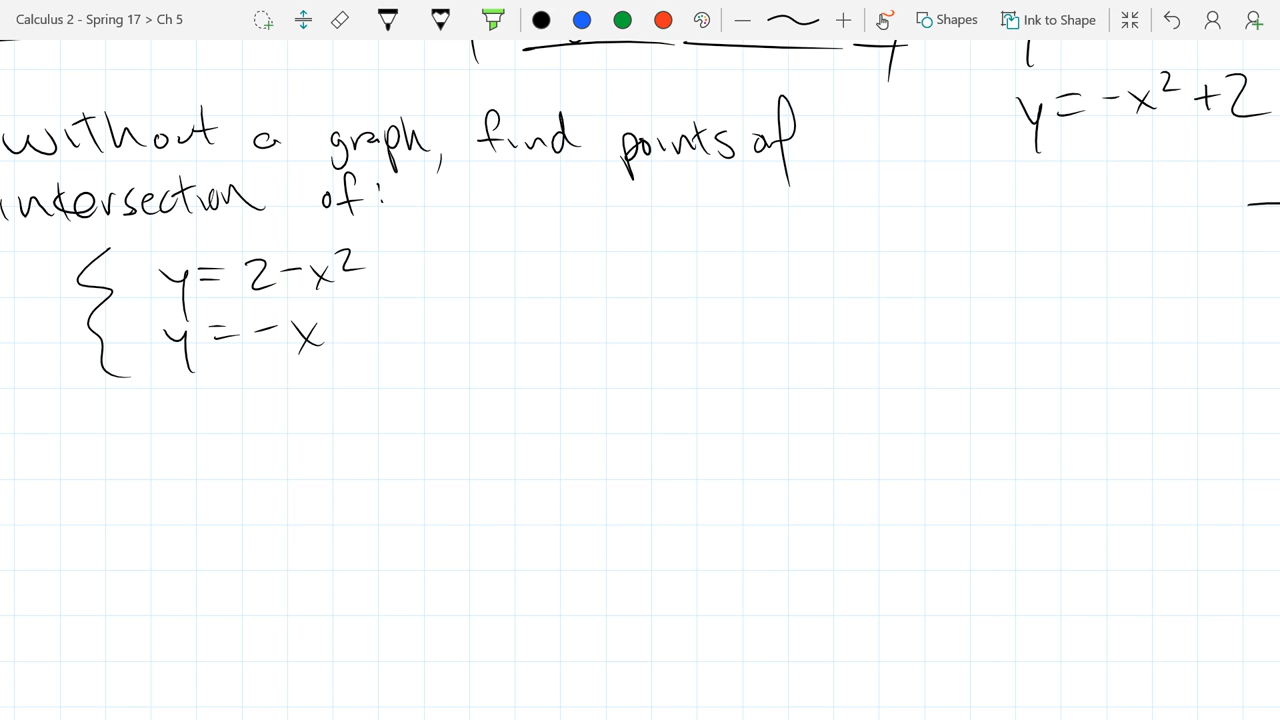 Calculus 2 - Spring 17 > Ch 5
Shapes
Ink to Shape
y = -x² + 2
without a graph, find points of
intersection of:
y = 2 - x²
y = -x